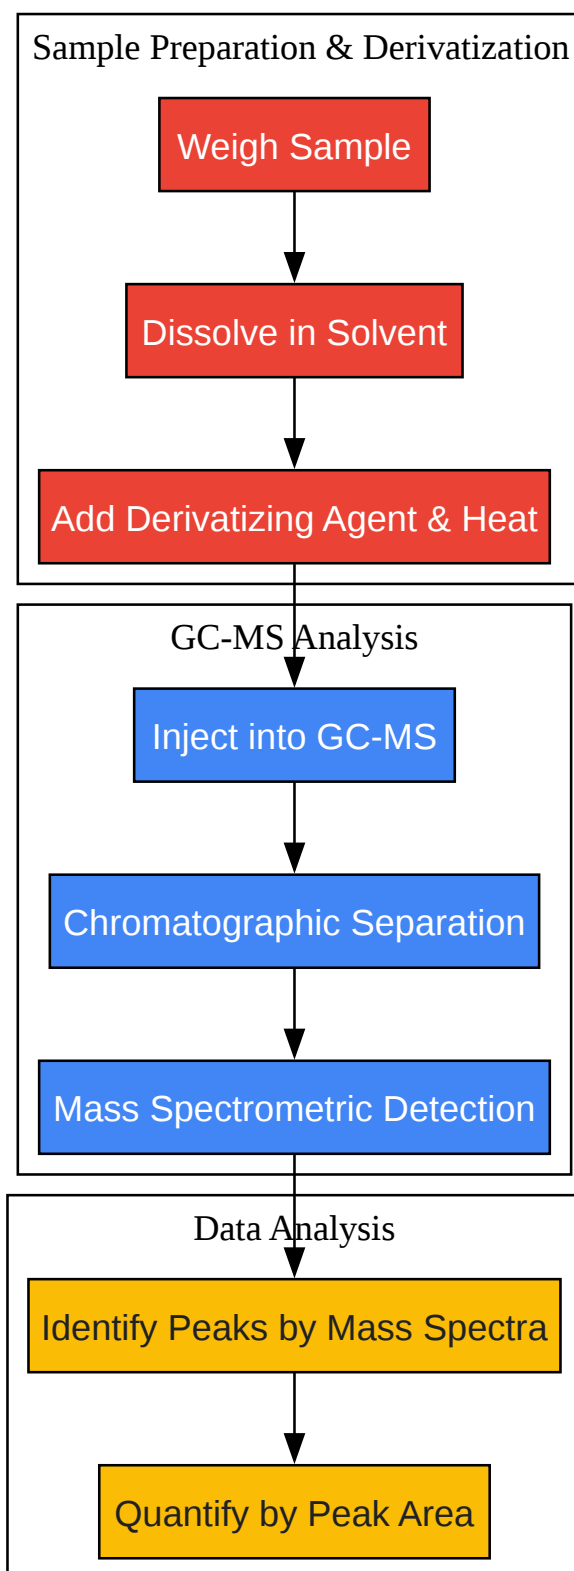 Sample Preparation & Derivatization
Weigh Sample
Dissolve in Solvent
Add Derivatizing Agent & Heat
GC-MS Analysis
Inject into GC-MS
Chromatographic Separation
Mass Spectrometric Detection
Data Analysis
Identify Peaks by Mass Spectra
Quantify by Peak Area